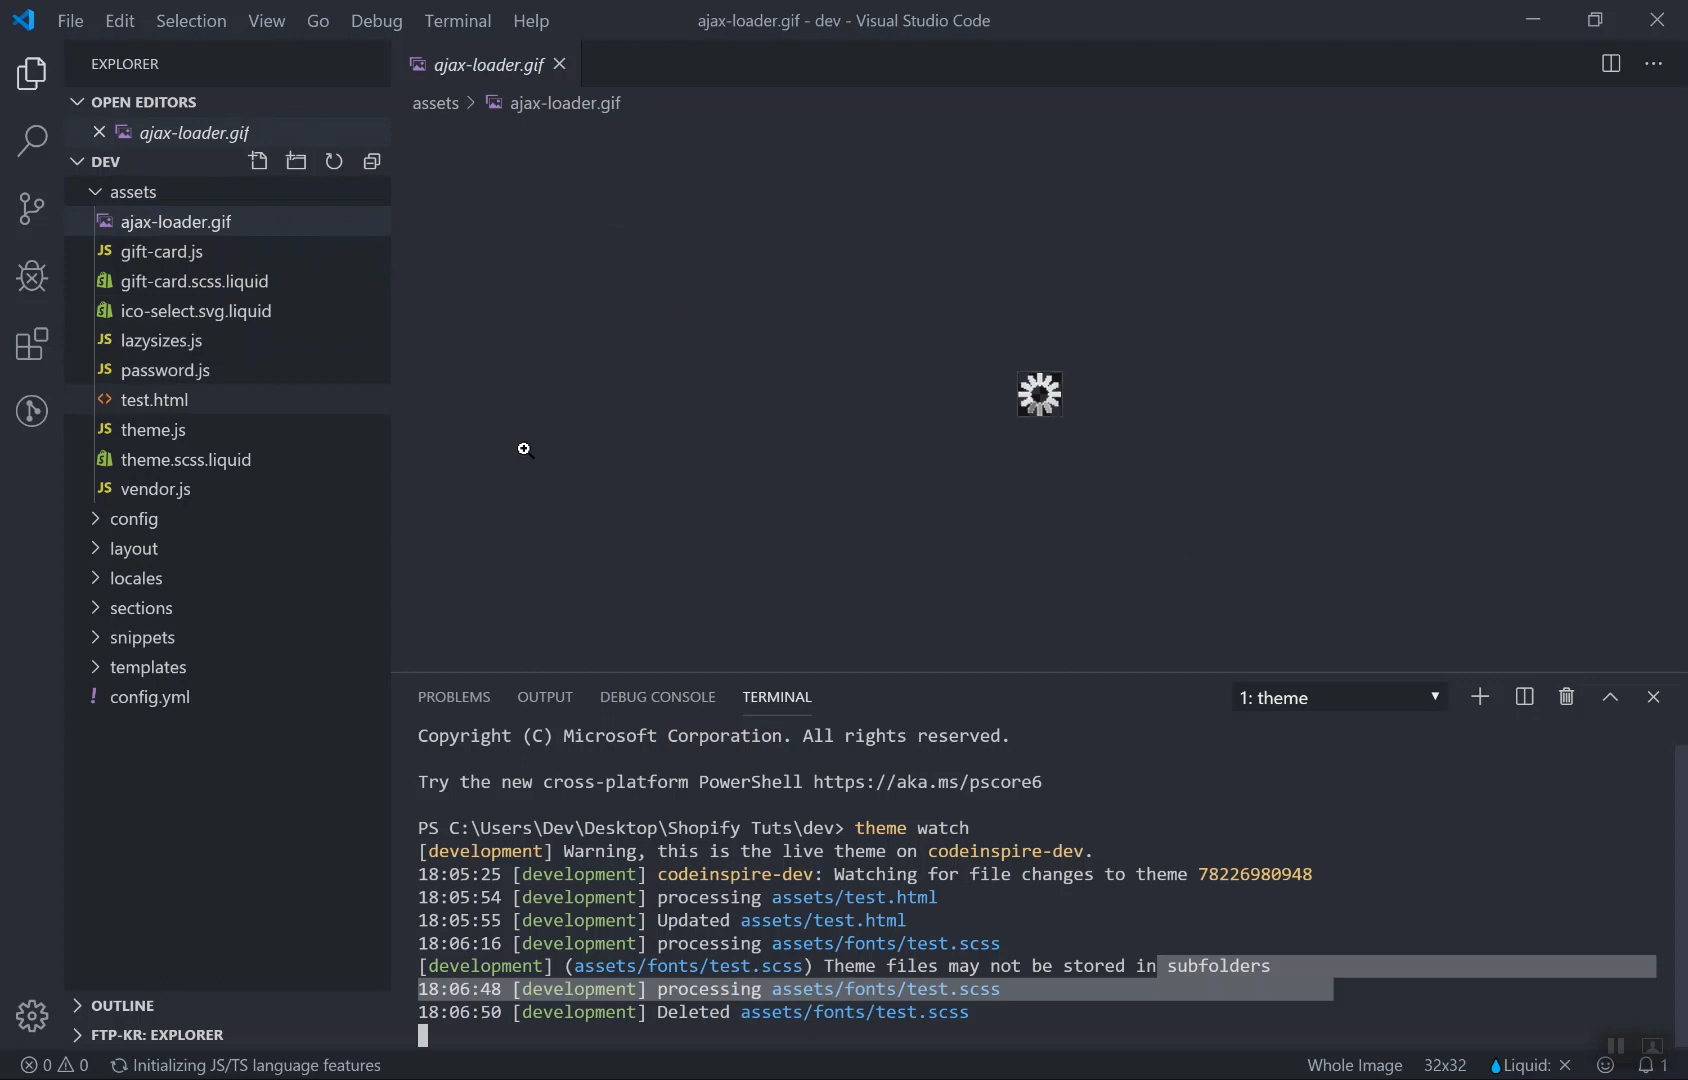 File Edit Selection View Go Debug Terminal Help
ajax-loader.gif - dev - Visual Studio Code
EXPLORER
OPEN EDITORS
ajax-loader.gif
DEV
assets
ajax-loader.gif
JS gift-card.js
gift-card.scss.liquid
ico-select.svg.liquid
JS lazysizes.js
JS password.js
<> test.html
JS theme.js
theme.scss.liquid
JS vendor.js
config
layout
locales
sections
snippets
templates
! config.yml
OUTLINE
FTP-KR: EXPLORER
ajax-loader.gif
assets > ajax-loader.gif
PROBLEMS OUTPUT DEBUG CONSOLE TERMINAL
1: theme
Copyright (C) Microsoft Corporation. All rights reserved.
Try the new cross-platform PowerShell https://aka.ms/pscore6
PS C:\Users\Dev\Desktop\Shopify Tuts\dev> theme watch
[development] Warning, this is the live theme on codeinspire-dev.
18:05:25 [development] codeinspire-dev: Watching for file changes to theme 78226980948
18:05:54 [development] processing assets/test.html
18:05:55 [development] Updated assets/test.html
18:06:16 [development] processing assets/fonts/test.scss
[development] (assets/fonts/test.scss) Theme files may not be stored in subfolders
18:06:48 [development] processing assets/fonts/test.scss
18:06:50 [development] Deleted assets/fonts/test.scss
0 0 Initializing JS/TS language features
Whole Image 32x32 Liquid: 1